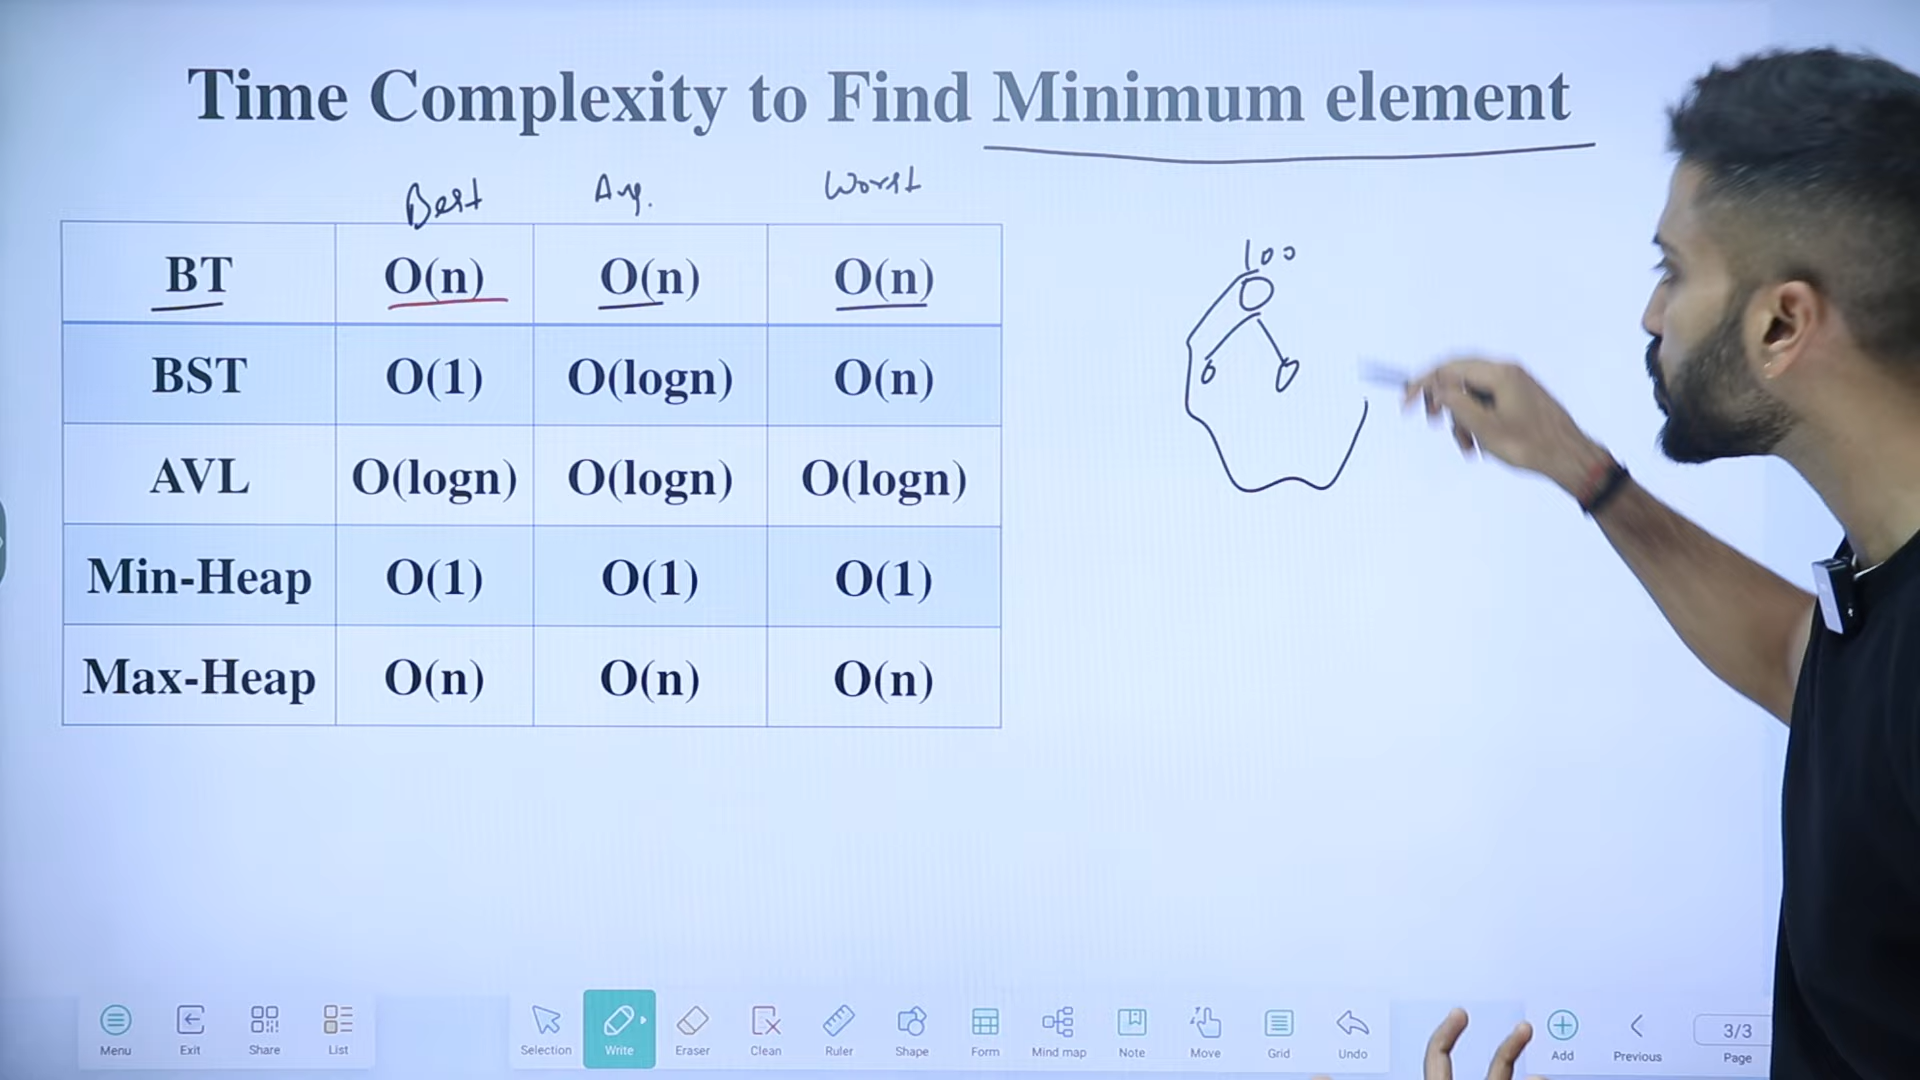 Time Complexity to Find Minimum element
Best Avg. Worst
BT O(n) O(n) O(n)
BST O(1) O(logn) O(n)
AVL O(logn) O(logn) O(logn)
Min-Heap O(1) O(1) O(1)
Max-Heap O(n) O(n) O(n)
100
Menu Exit Share List Selection Write Eraser Clean Ruler Shape Form Mind map Note Move Grid Undo Add Previous 3/3 Page